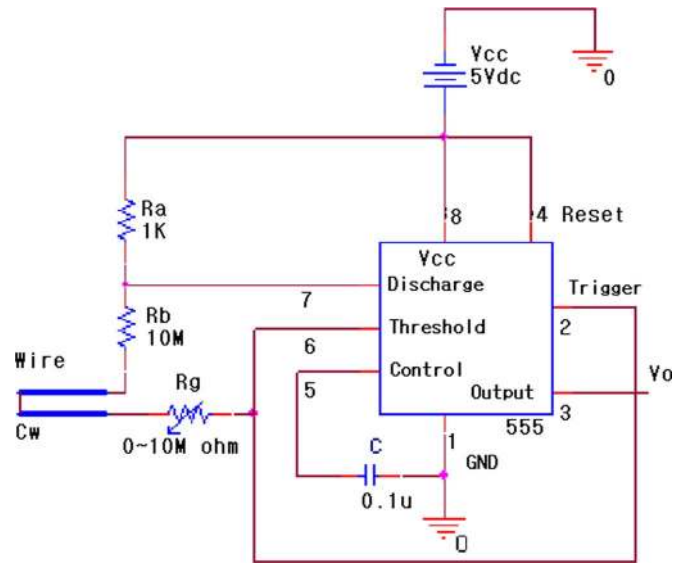 Vcc
5Vdc
0
Ra
1K
8
4
Reset
Vcc
Discharge
7
Trigger
2
Rb
10M
Threshold
6
Wire
Rg
Control
5
Output
Vo
3
Cw
0~10M ohm
555
1
GND
C
0.1u
0